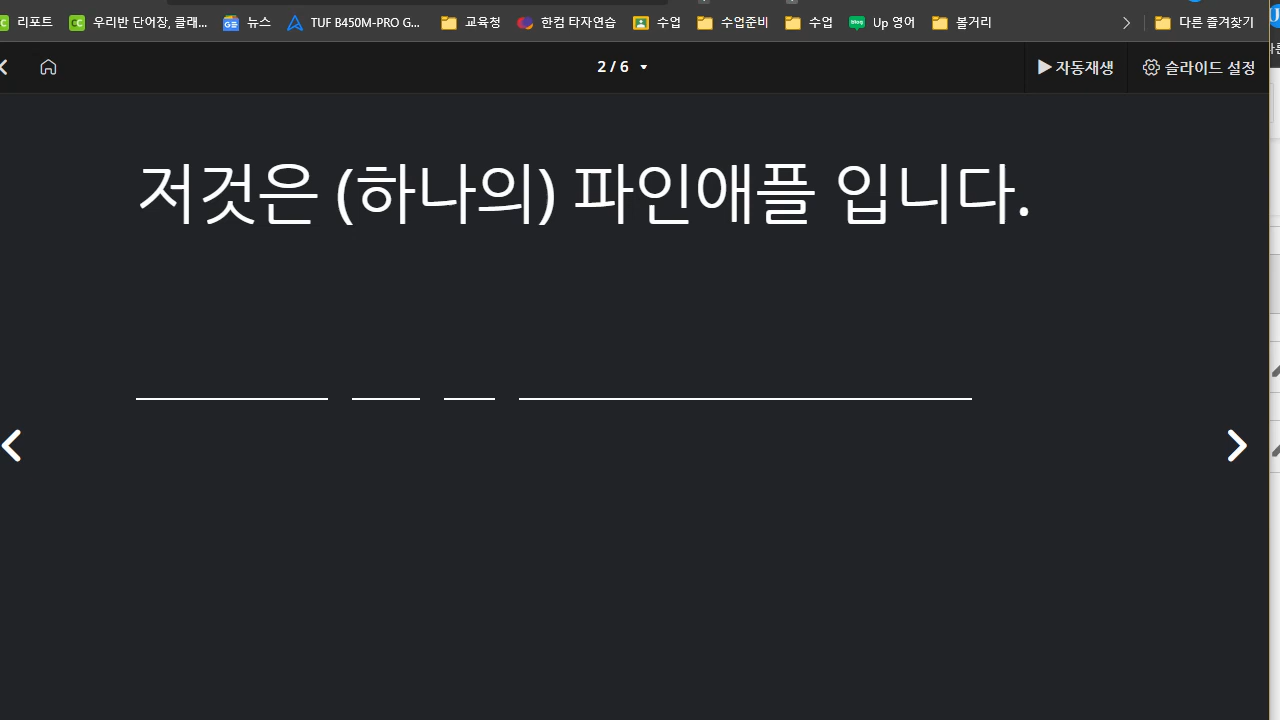 리포트 우리반 단어장, 클래... 뉴스 TUF B450M-PRO G... 교육청 한컴 타자연습 수업 수업준비 수업 Up 영어 볼거리 다른 즐겨찾기
2 / 6 자동재생 슬라이드 설정
저것은 (하나의) 파인애플 입니다.